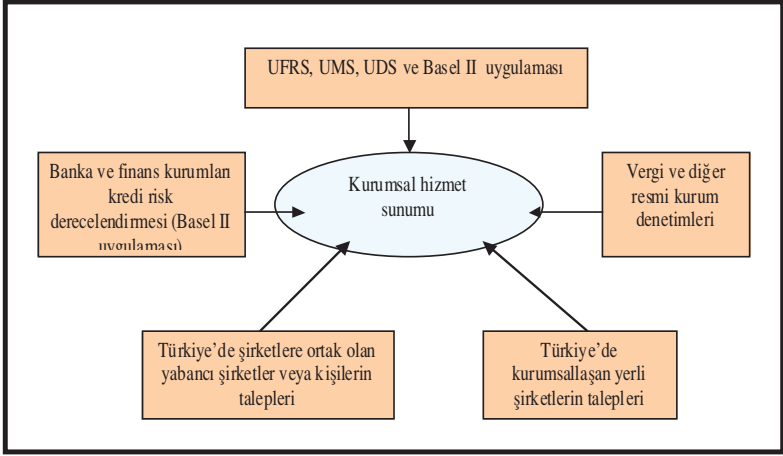 UFRS, UMS, UDS ve Basel II uygulaması
Banka ve finans kurumları
kredi risk
derecelendirmesi (Basel II
uygulaması)
Kurumsal hizmet
sunumu
Vergi ve diğer
resmi kurum
denetimleri
Türkiye’de şirketlere ortak olan
yabancı şirketler veya kişilerin
talepleri
Türkiye’de
kurumsallaşan yerli
şirketlerin talepleri